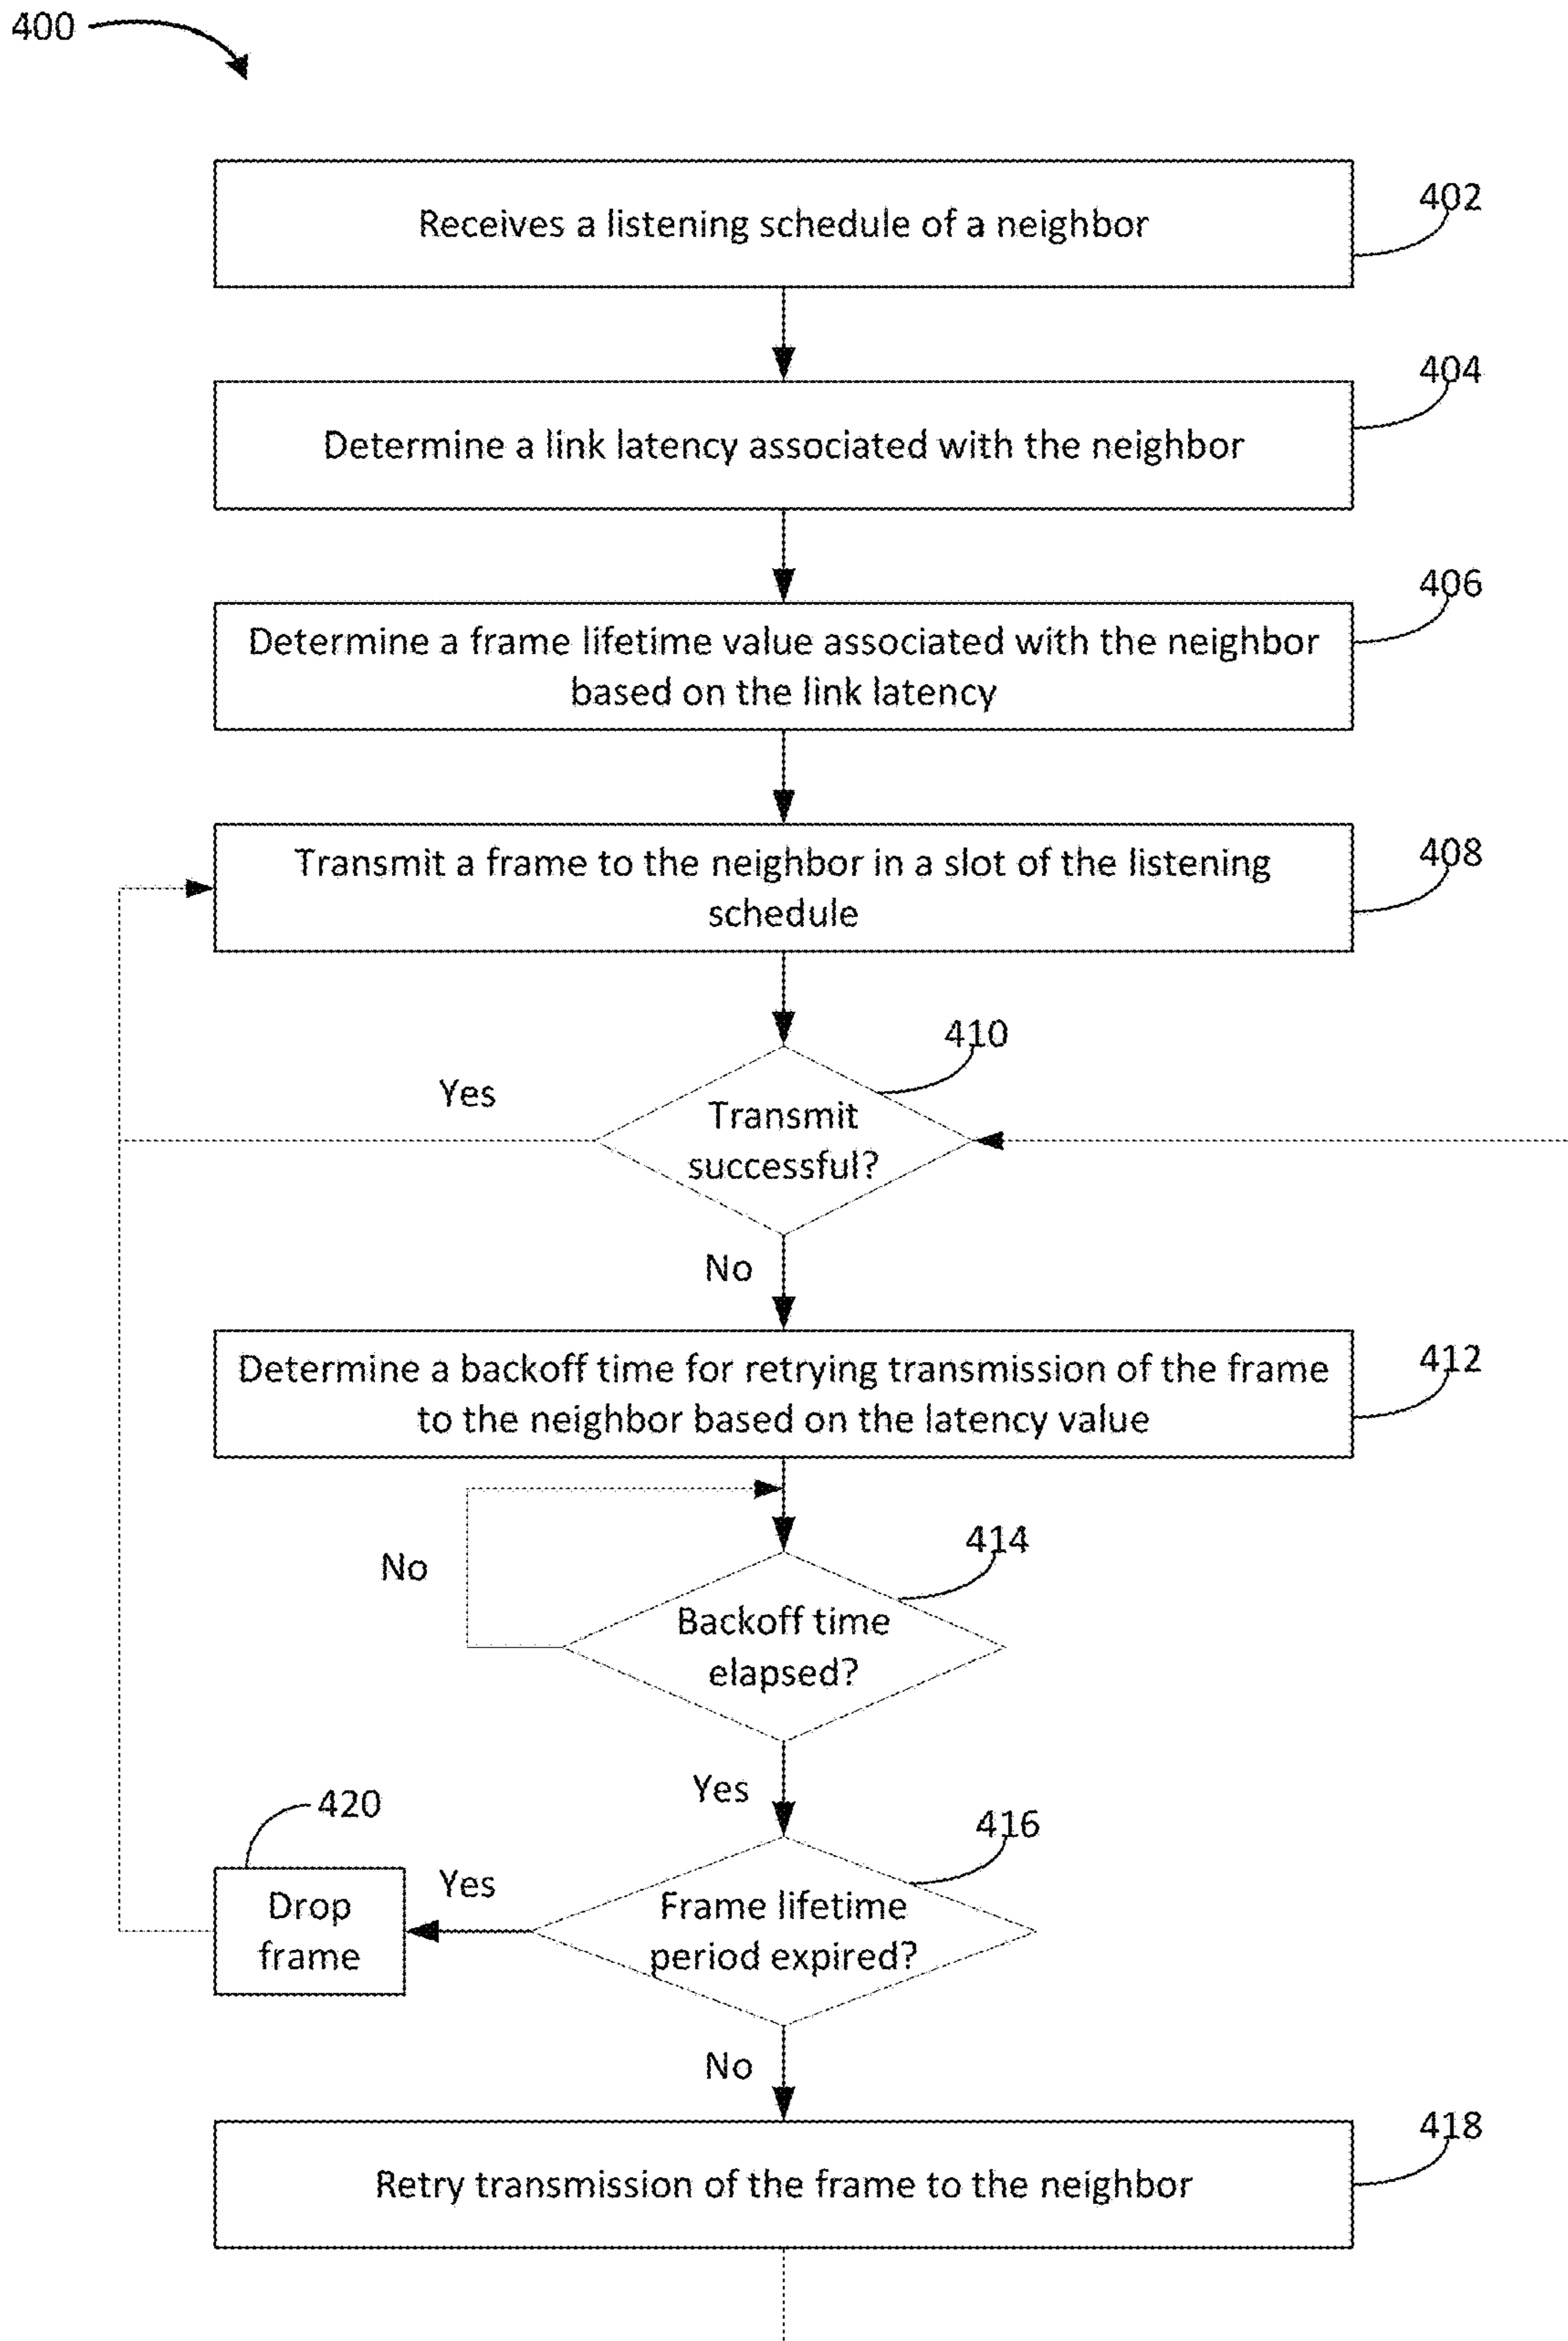 400
Receives a listening schedule of a neighbor
402
Determine a link latency associated with the neighbor
404
Determine a frame lifetime value associated with the neighbor
based on the link latency
406
Transmit a frame to the neighbor in a slot of the listening
schedule
408
410
Yes
Transmit
successful?
No
Determine a backoff time for retrying transmission of the frame
to the neighbor based on the latency value
412
414
No
Backoff time
elapsed?
Yes
420
416
Drop
frame
Yes
Frame lifetime
period expired?
No
Retry transmission of the frame to the neighbor
418